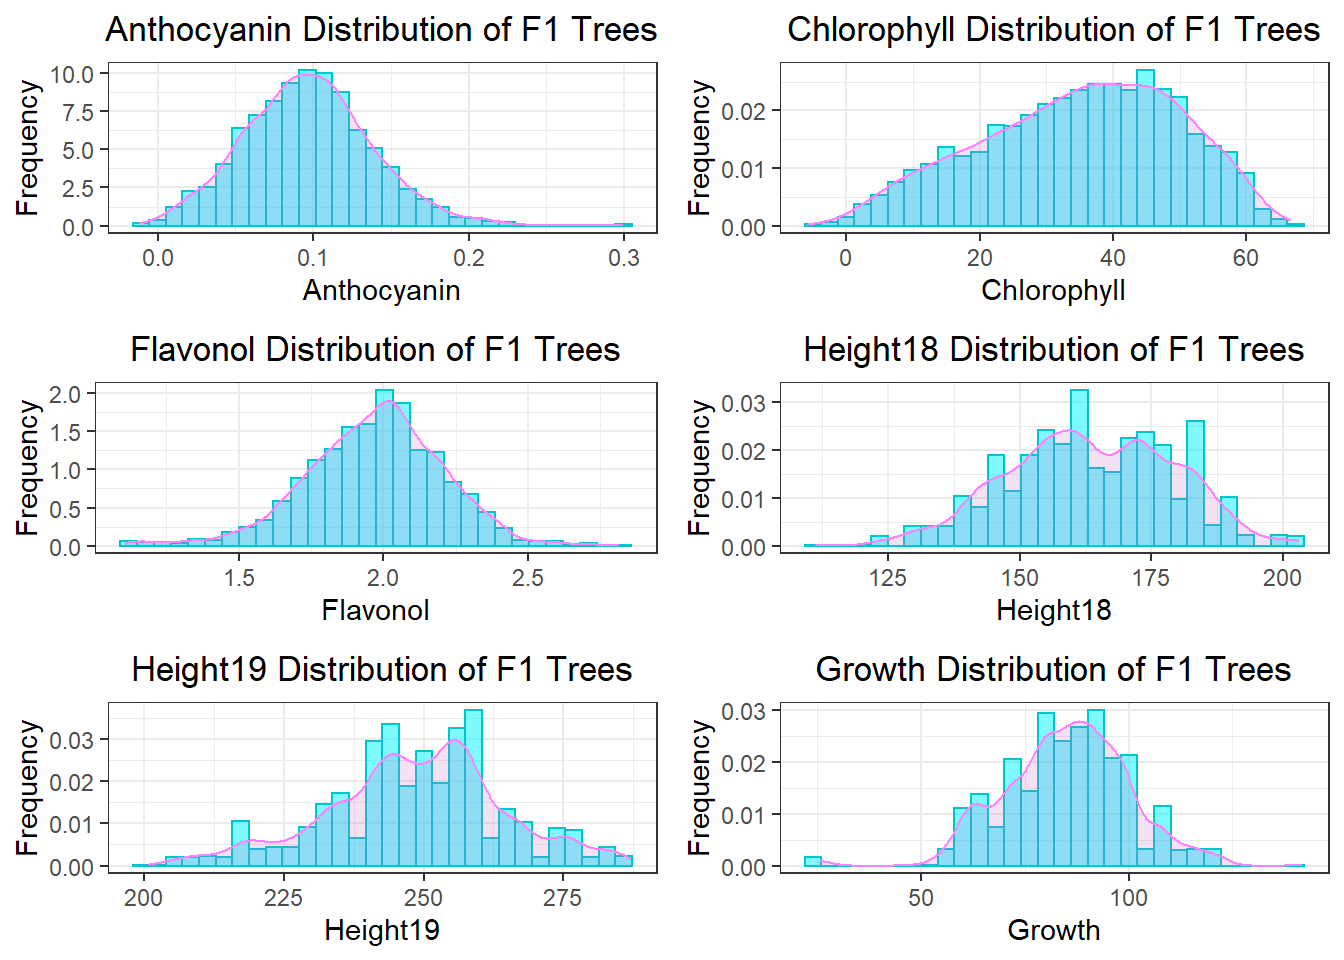 Anthocyanin Distribution of F1 Trees
Frequency
10.0
7.5
5.0
2.5
0.0
0.0 0.1 0.2 0.3
Anthocyanin
Chlorophyll Distribution of F1 Trees
Frequency
0.02
0.01
0.00
0 20 40 60
Chlorophyll
Flavonol Distribution of F1 Trees
Frequency
2.0
1.5
1.0
0.5
0.0
1.5 2.0 2.5
Flavonol
Height18 Distribution of F1 Trees
Frequency
0.03
0.02
0.01
0.00
125 150 175 200
Height18
Height19 Distribution of F1 Trees
Frequency
0.03
0.02
0.01
0.00
200 225 250 275
Height19
Growth Distribution of F1 Trees
Frequency
0.03
0.02
0.01
0.00
50 100
Growth